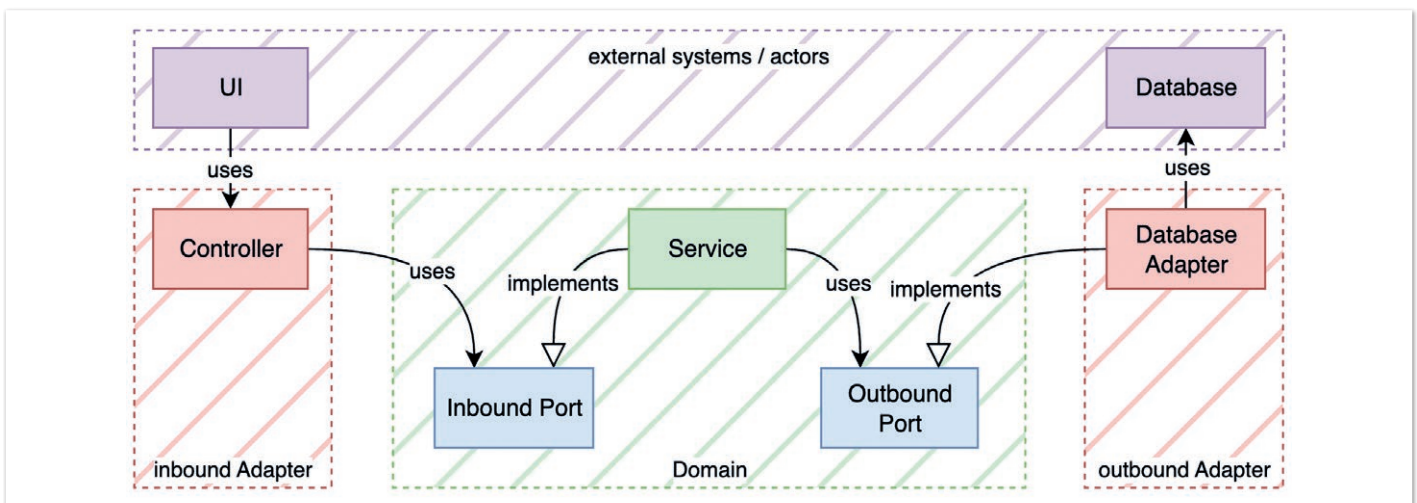 external systems / actors
UI
Database
uses
uses
Controller
Service
Database
Adapter
uses
implements
uses
implements
Inbound Port
Outbound
Port
inbound Adapter
Domain
outbound Adapter